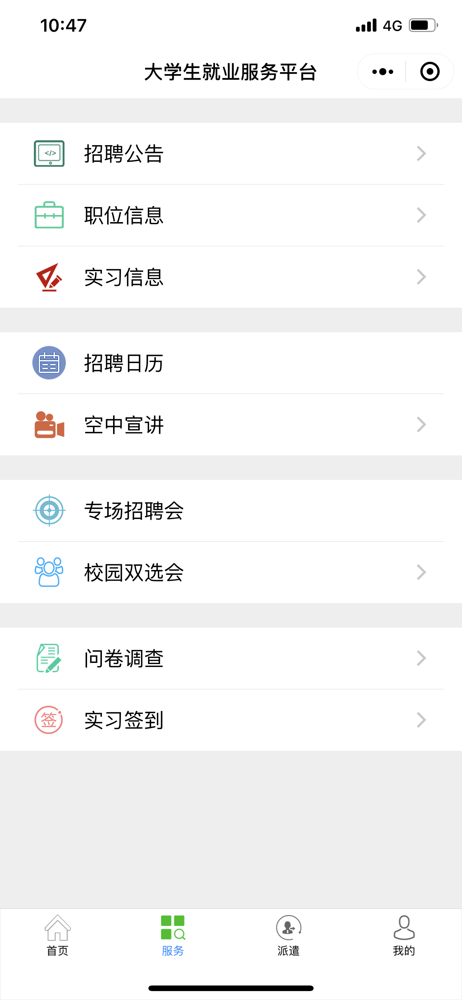 10:47
4G
大学生就业服务平台
</>
招聘公告
职位信息
实习信息
招聘日历
空中宣讲
专场招聘会
校园双选会
问卷调查
签
实习签到
首页
服务
派遣
我的